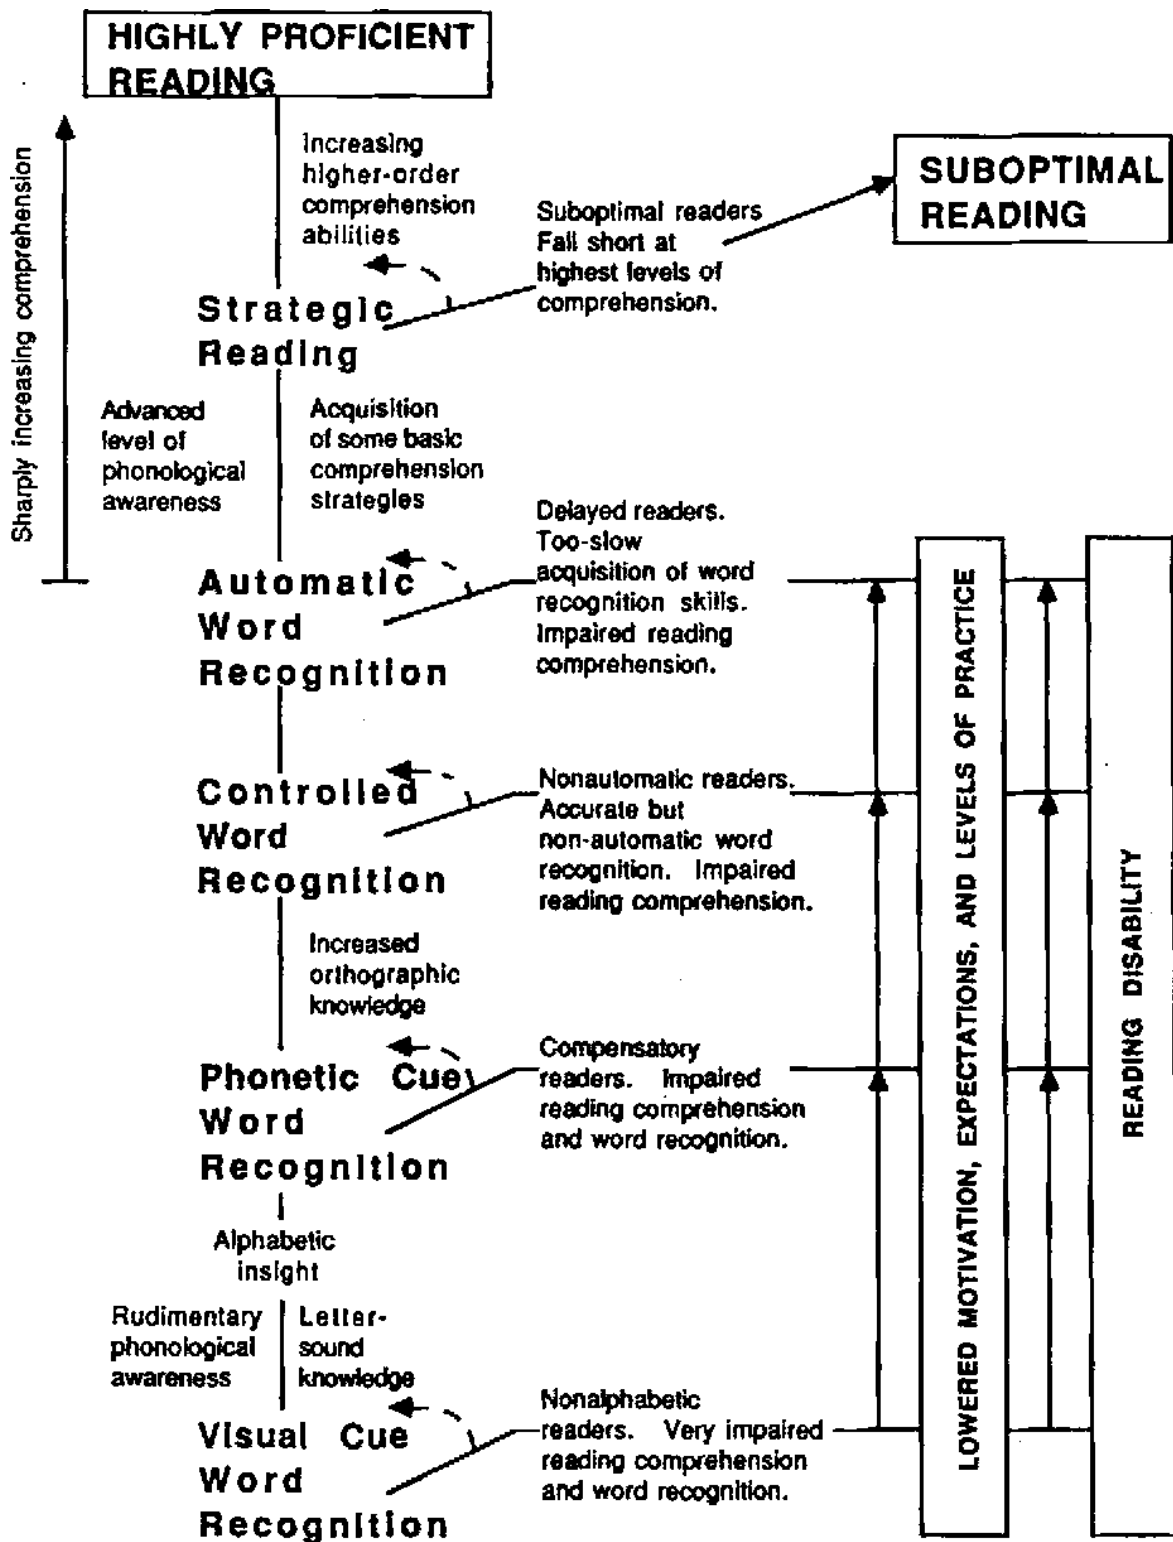 HIGHLY PROFICIENT
READING
Sharply increasing comprehension
Increasing
higher-order
comprehension
abilities
Suboptimal readers
Fall short at
highest levels of
comprehension.
SUBOPTIMAL
READING
Strategic
Reading
Advanced
level of
phonological
awareness
Acquisition
of some basic
comprehension
strategies
Delayed readers.
Too-slow
acquisition of word
recognition skills.
Impaired reading
comprehension.
Automatic
Word
Recognition
Controlled
Word
Recognition
Nonautomatic readers.
Accurate but
non-automatic word
recognition. Impaired
reading comprehension.
Increased
orthographic
knowledge
Phonetic Cue
Word
Recognition
Compensatory
readers. Impaired
reading comprehension
and word recognition.
Alphabetic
insight
Rudimentary
phonological
awareness
Letter-
sound
knowledge
Visual Cue
Word
Recognition
Nonalphabetic
readers. Very impaired
reading comprehension
and word recognition.
LOWERED MOTIVATION, EXPECTATIONS, AND LEVELS OF PRACTICE
READING DISABILITY